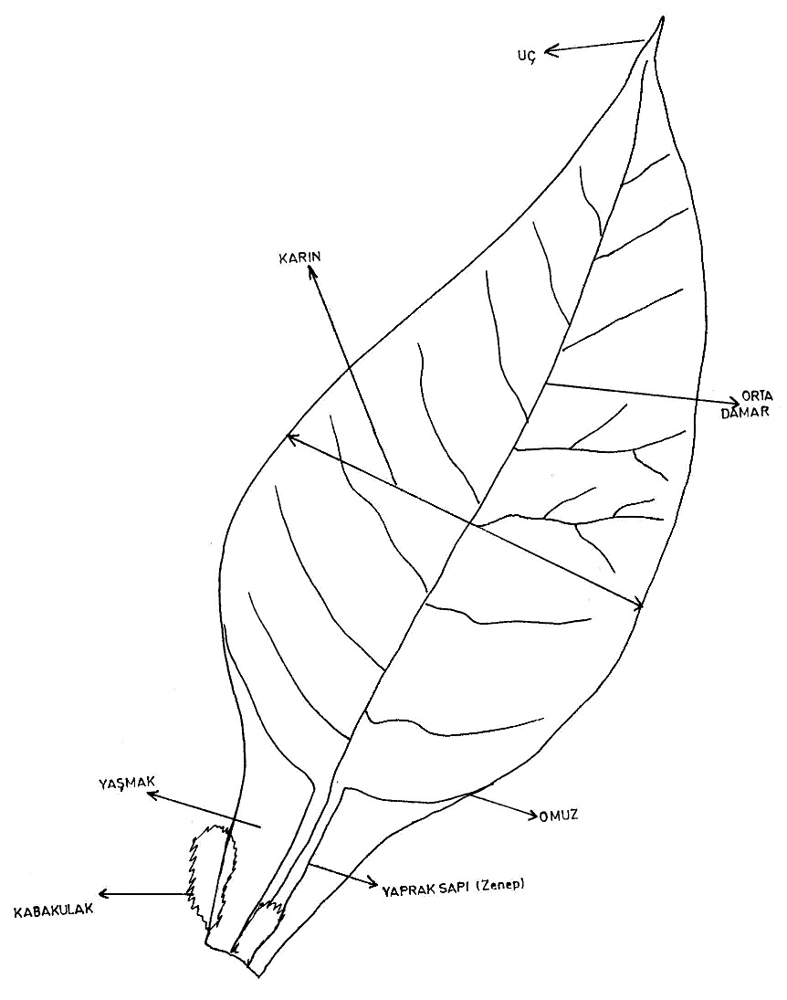 UÇ
KARIN
ORTA
DAMAR
YAŞMAK
OMUZ
YAPRAK SAPI (Zenep)
KABAKULAK